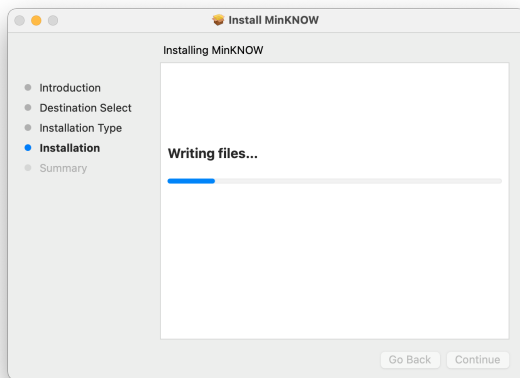 Install MinKNOW
Installing MinKNOW
Introduction
Destination Select
Installation Type
Installation
Summary
Writing files...
Go Back
Continue